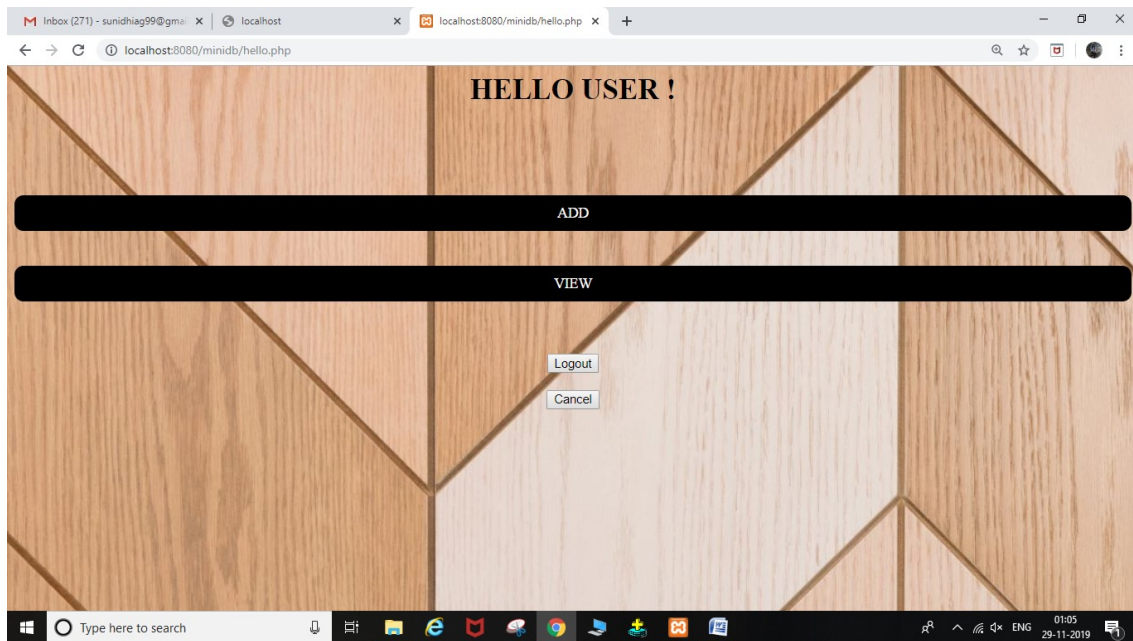 Inbox (271) - sunidhiag99@gmai
localhost
localhost:8080/minidb/hello.php
localhost:8080/minidb/hello.php
HELLO USER !
ADD
VIEW
Logout
Cancel
Type here to search
ENG
01:05
29-11-2019